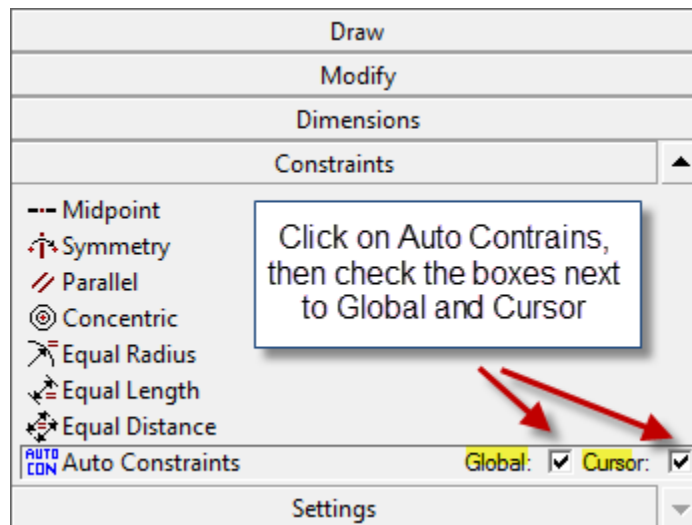 Draw
Modify
Dimensions
Constraints
Midpoint
Symmetry
Parallel
Concentric
Equal Radius
Equal Length
Equal Distance
AUTO CON Auto Constraints Global: Cursor:
Click on Auto Contrains,
then check the boxes next
to Global and Cursor
Settings